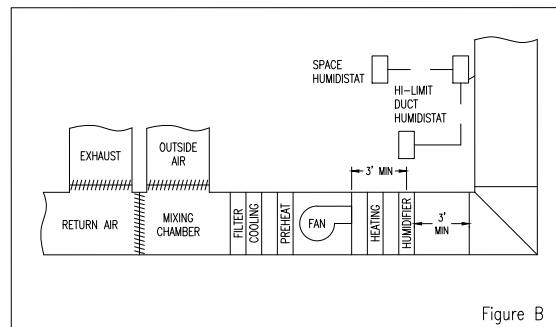 SPACE
HUMIDISTAT
HI-LIMIT
DUCT
HUMIDISTAT
EXHAUST
OUTSIDE
AIR
3' MIN
RETURN AIR
MIXING
CHAMBER
FILTER
COOLING
PREHEAT
FAN
HEATING
HUMIDIFIER
3'
MIN
Figure B